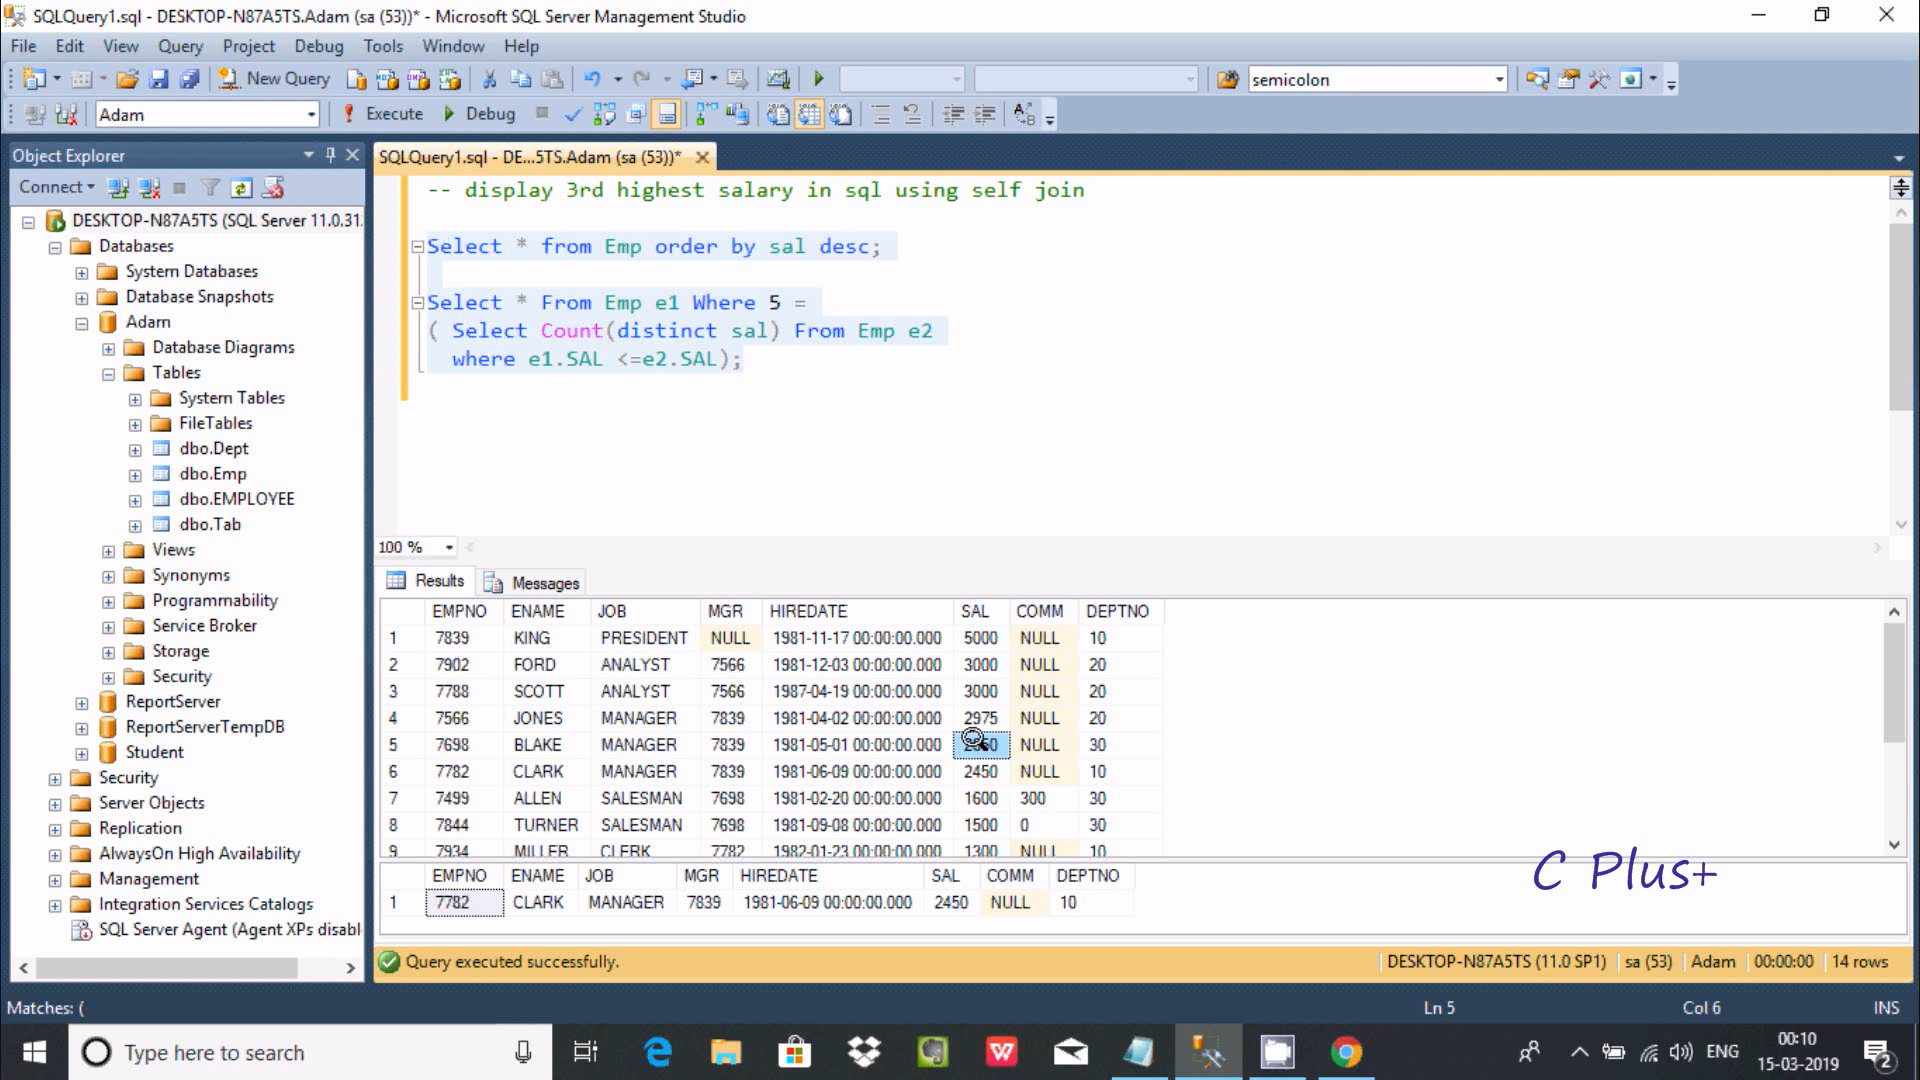 SQLQuery1.sql - DESKTOP-N87A5TS.Adam (sa (53))* - Microsoft SQL Server Management Studio
File Edit View Query Project Debug Tools Window Help
New Query semicolon
Adam Execute Debug
Object Explorer
Connect
DESKTOP-N87A5TS (SQL Server 11.0.31
Databases
System Databases
Database Snapshots
Adam
Database Diagrams
Tables
System Tables
FileTables
dbo.Dept
dbo.Emp
dbo.EMPLOYEE
dbo.Tab
Views
Synonyms
Programmability
Service Broker
Storage
Security
ReportServer
ReportServerTempDB
Student
Security
Server Objects
Replication
AlwaysOn High Availability
Management
Integration Services Catalogs
SQL Server Agent (Agent XPs disabl
SQLQuery1.sql - DE...5TS.Adam (sa (53))*
-- display 3rd highest salary in sql using self join
Select * from Emp order by sal desc;
Select * From Emp e1 Where 5 =
( Select Count(distinct sal) From Emp e2
where e1.SAL <=e2.SAL);
100 %
Results Messages
EMPNO ENAME JOB MGR HIREDATE SAL COMM DEPTNO
1 7839 KING PRESIDENT NULL 1981-11-17 00:00:00.000 5000 NULL 10
2 7902 FORD ANALYST 7566 1981-12-03 00:00:00.000 3000 NULL 20
3 7788 SCOTT ANALYST 7566 1987-04-19 00:00:00.000 3000 NULL 20
4 7566 JONES MANAGER 7839 1981-04-02 00:00:00.000 2975 NULL 20
5 7698 BLAKE MANAGER 7839 1981-05-01 00:00:00.000 NULL 30
6 7782 CLARK MANAGER 7839 1981-06-09 00:00:00.000 2450 NULL 10
7 7499 ALLEN SALESMAN 7698 1981-02-20 00:00:00.000 1600 300 30
8 7844 TURNER SALESMAN 7698 1981-09-08 00:00:00.000 1500 0 30
9 7934 MILLER CLERK 7782 1982-01-23 00:00:00.000 1300 NULL 10
EMPNO ENAME JOB MGR HIREDATE SAL COMM DEPTNO
1 7782 CLARK MANAGER 7839 1981-06-09 00:00:00.000 2450 NULL 10
C Plus+
Query executed successfully. DESKTOP-N87A5TS (11.0 SP1) sa (53) Adam 00:00:00 14 rows
Matches: ( Ln 5 Col 6 INS
Type here to search
ENG
00:10
15-03-2019
2